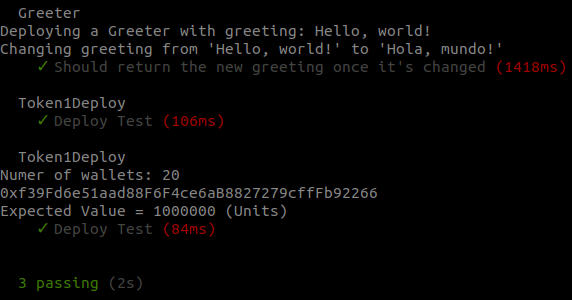 Greeter
Deploying a Greeter with greeting: Hello, world!
Changing greeting from 'Hello, world!' to 'Hola, mundo!'
✓ Should return the new greeting once it's changed (1418ms)
Token1Deploy
✓ Deploy Test (106ms)
Token1Deploy
Numer of wallets: 20
0xf39Fd6e51aad88F6F4ce6aB8827279cffFb92266
Expected Value = 1000000 (Units)
✓ Deploy Test (84ms)
3 passing (2s)